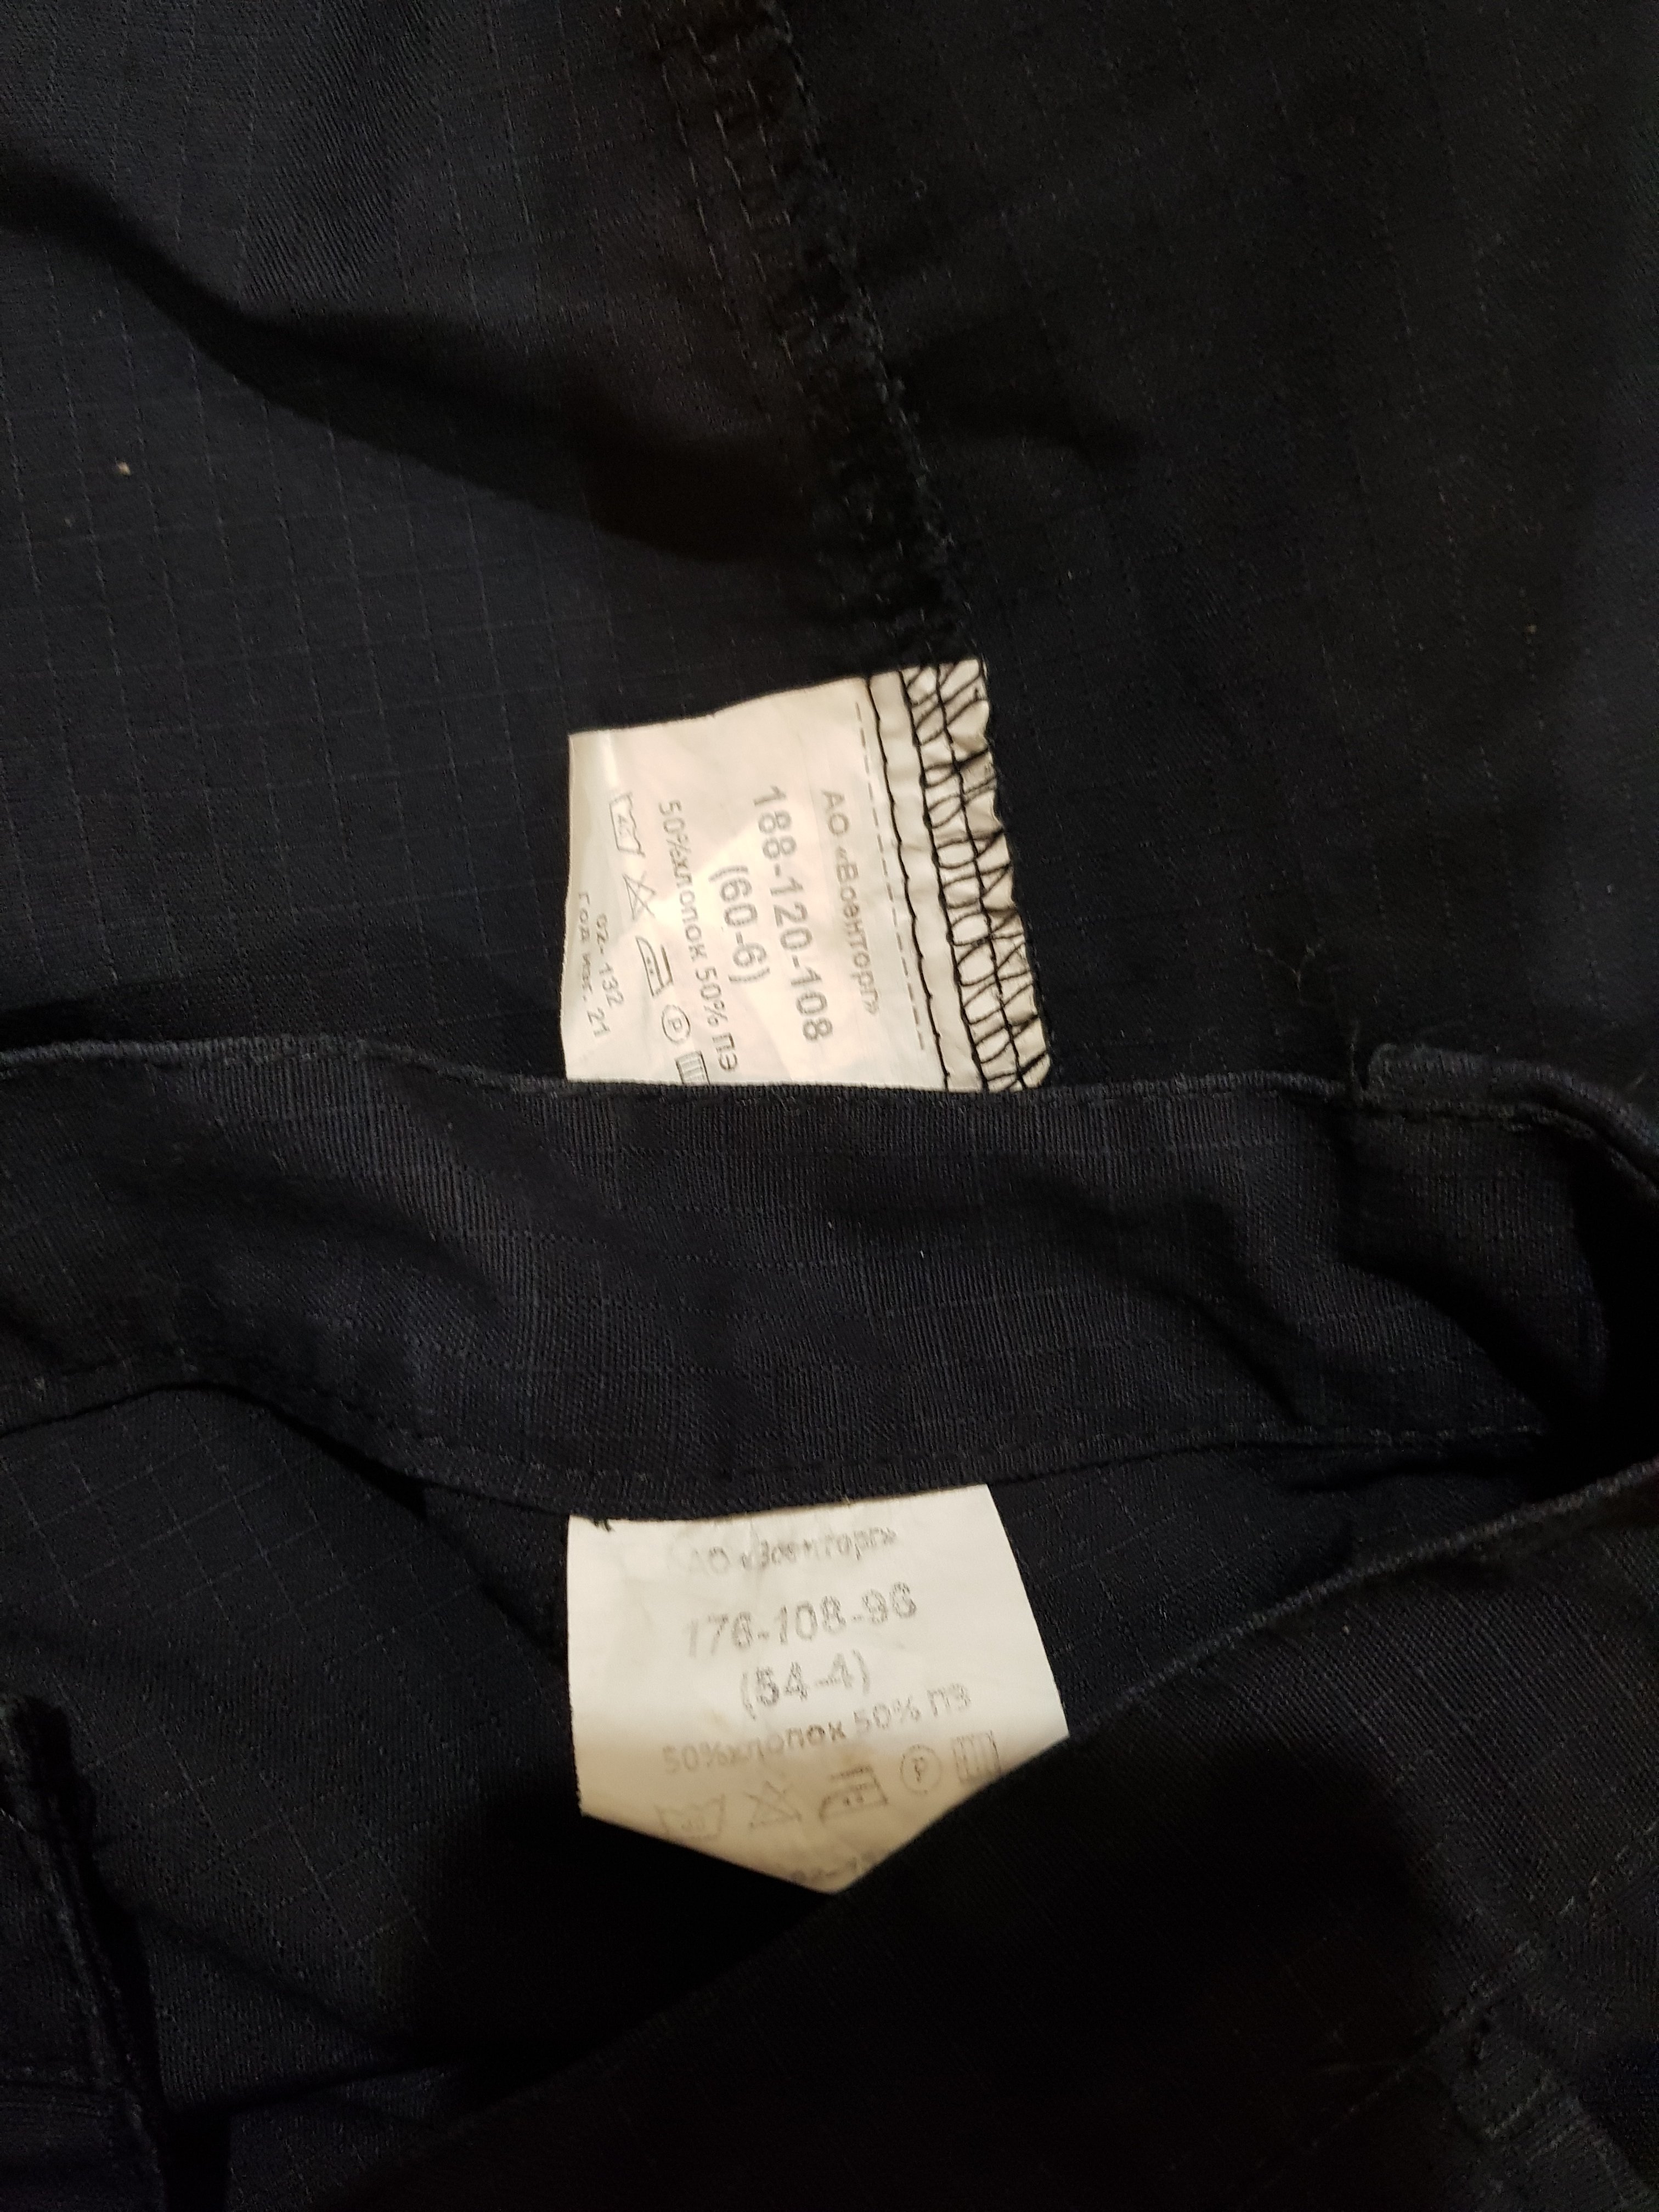 АО «Военторг»
188-120-108
(60-6)
50%хлопок 50% ПЭ
P
02-132
Год изг. 21
АО «Военторг»
176-108-96
(54-4)
50%хлопок 50% ПЭ
P